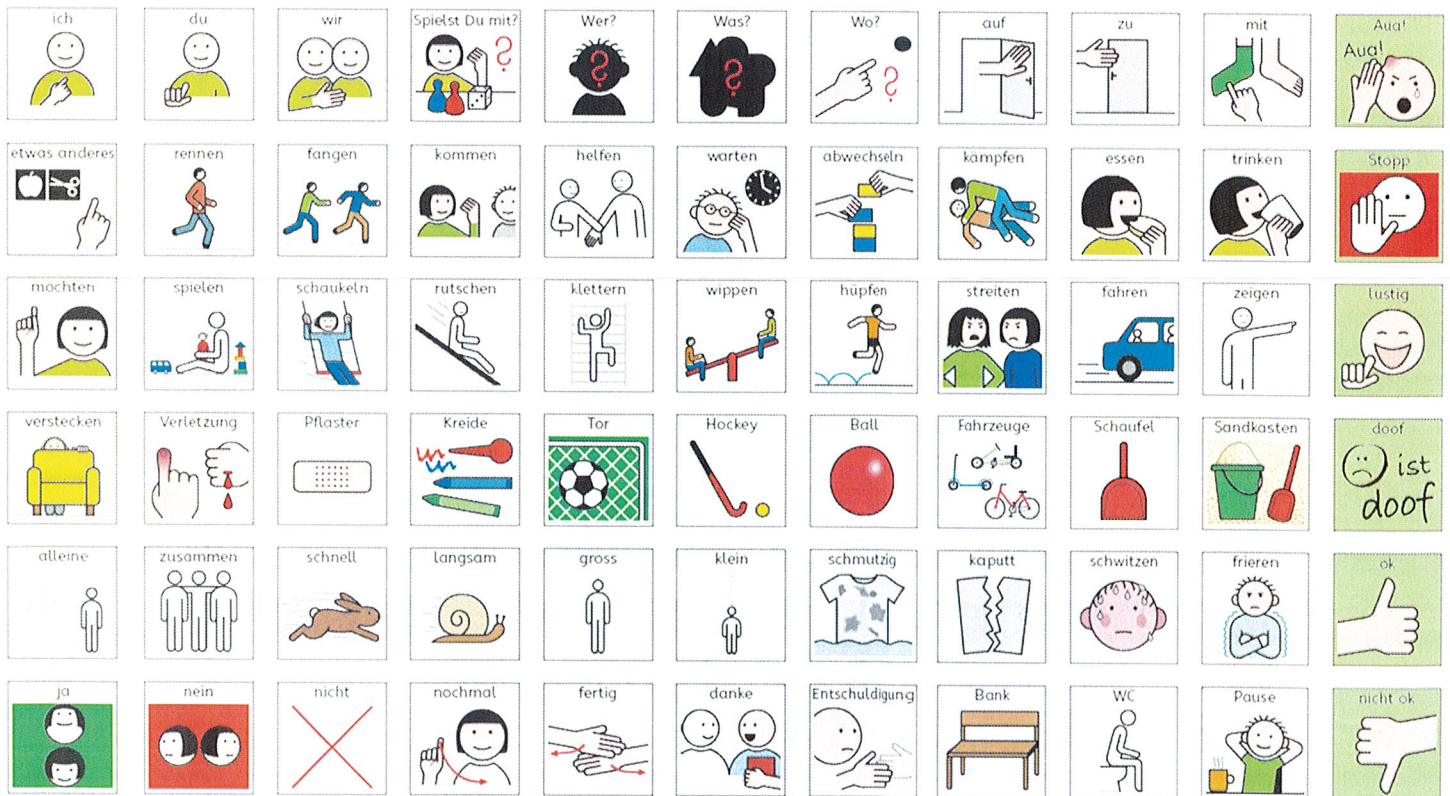 ich du wir Spielst Du mit? Wer? Was? Wo? auf zu mit Aua!
Aua!
etwas anderes rennen fangen kommen helfen warten abwechseln kämpfen essen trinken Stopp
möchten spielen schaukeln rutschen klettern wippen hüpfen streiten fahren zeigen lustig
verstecken Verletzung Pflaster Kreide Tor Hockey Ball Fahrzeuge Schaufel Sandkasten doof
ist
doof
alleine zusammen schnell langsam gross klein schmutzig kaputt schwitzen frieren ok
ja nein nicht nochmal fertig danke Entschuldigung Bank WC Pause nicht ok